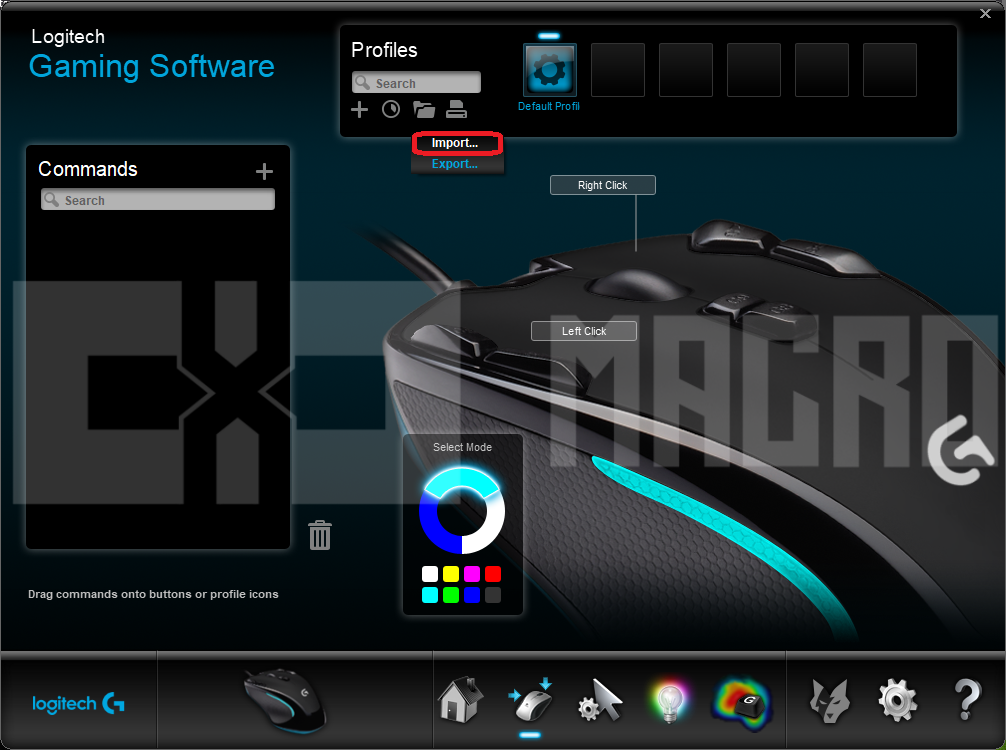 Logitech
Gaming Software
Profiles
Search
Default Profil
Import...
Export...
Commands
Search
Right Click
Left Click
MACRO
Select Mode
Drag commands onto buttons or profile icons
logitech G
G
?